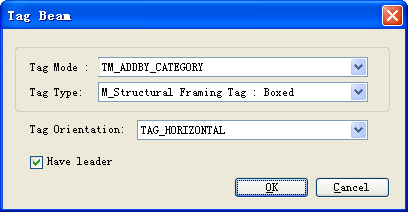 Tag Beam
Tag Mode : TM_ADDBY_CATEGORY
Tag Type: M_Structural Framing Tag : Boxed
Tag Orientation: TAG_HORIZONTAL
Have leader
OK Cancel